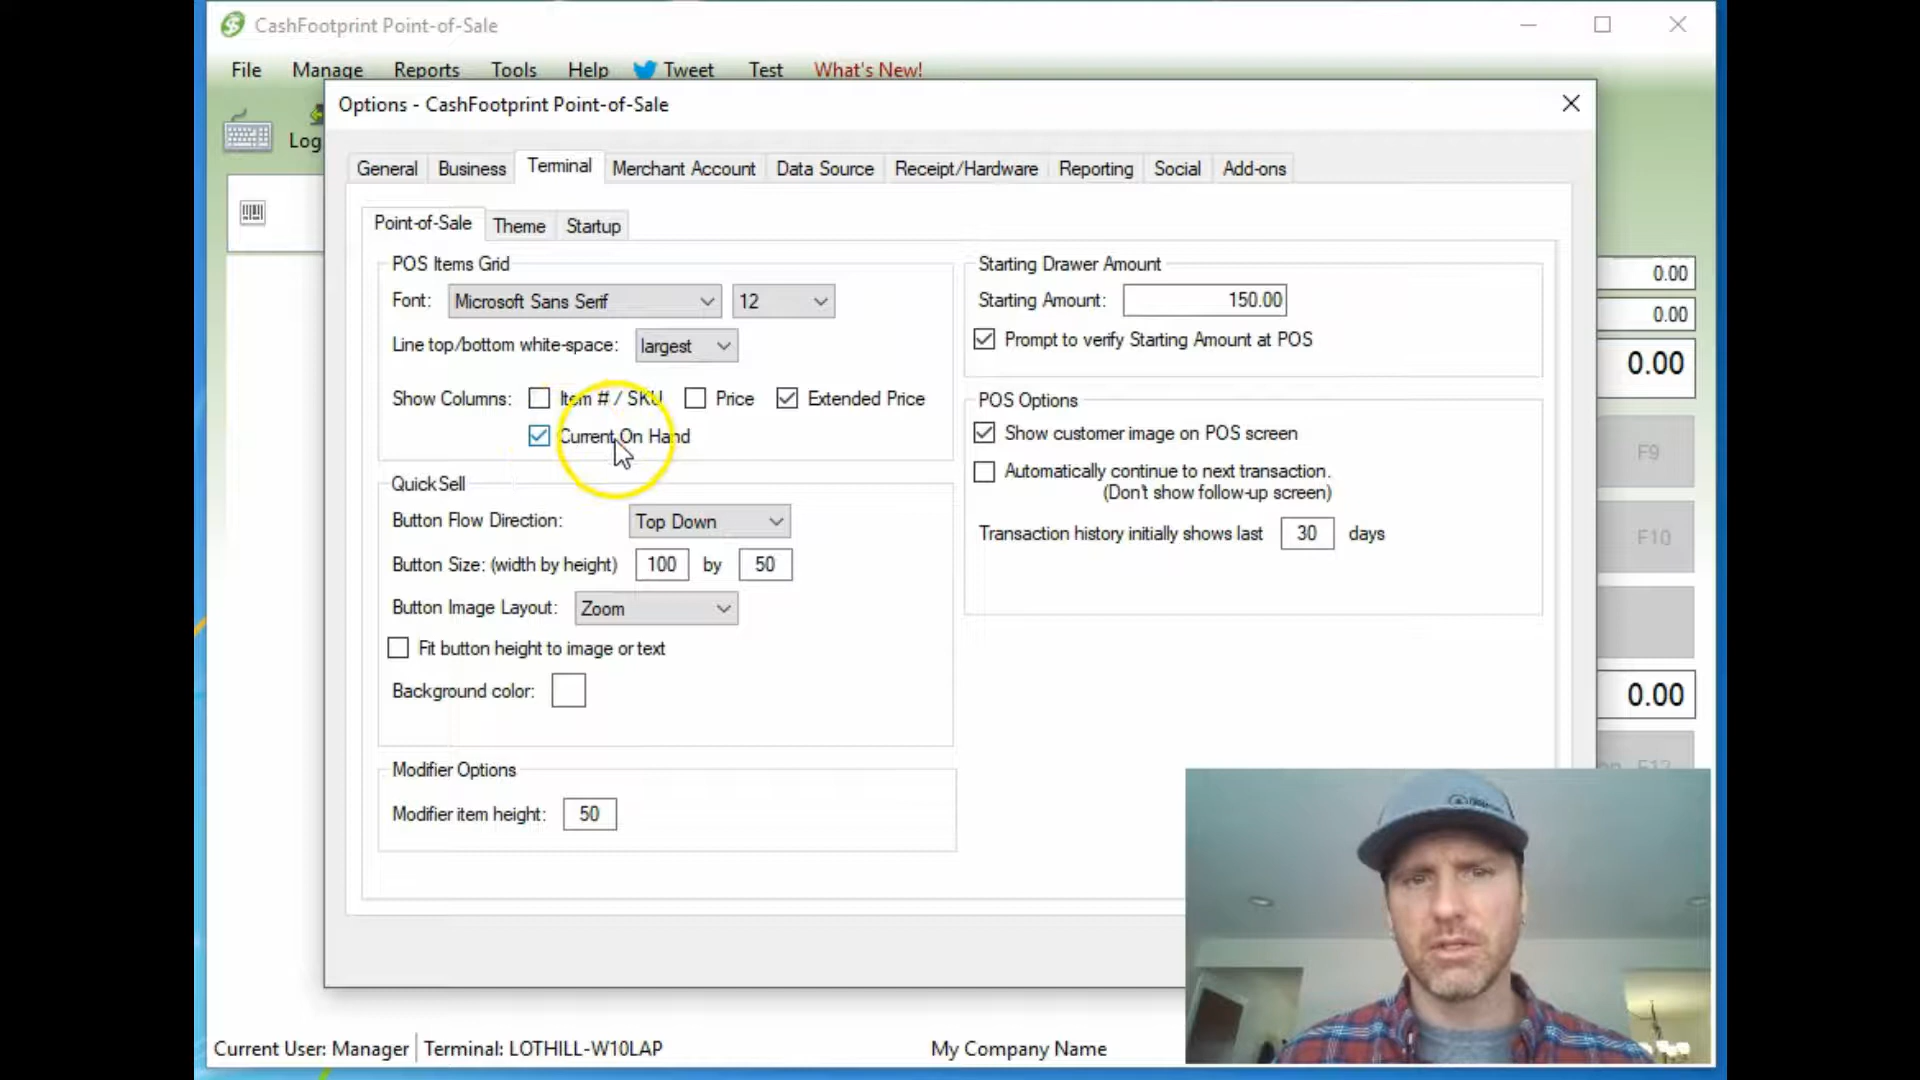 CashFootprint Point-of-Sale
File Manage Reports Tools Help Tweet Test What's New!
Options - CashFootprint Point-of-Sale
Log
General Business Terminal Merchant Account Data Source Receipt/Hardware Reporting Social Add-ons
Point-of-Sale Theme Startup
POS Items Grid
Font: Microsoft Sans Serif 12
Line top/bottom white-space: largest
Show Columns: Item # / SKU Price Extended Price
Current On Hand
QuickSell
Button Flow Direction: Top Down
Button Size: (width by height) 100 by 50
Button Image Layout: Zoom
Fit button height to image or text
Background color:
Modifier Options
Modifier item height: 50
Starting Drawer Amount
Starting Amount: 150.00
Prompt to verify Starting Amount at POS
POS Options
Show customer image on POS screen
Automatically continue to next transaction.
(Don't show follow-up screen)
Transaction history initially shows last 30 days
0.00
0.00
0.00
F9
F10
0.00
F12
Current User: Manager Terminal: LOTHILL-W10LAP My Company Name